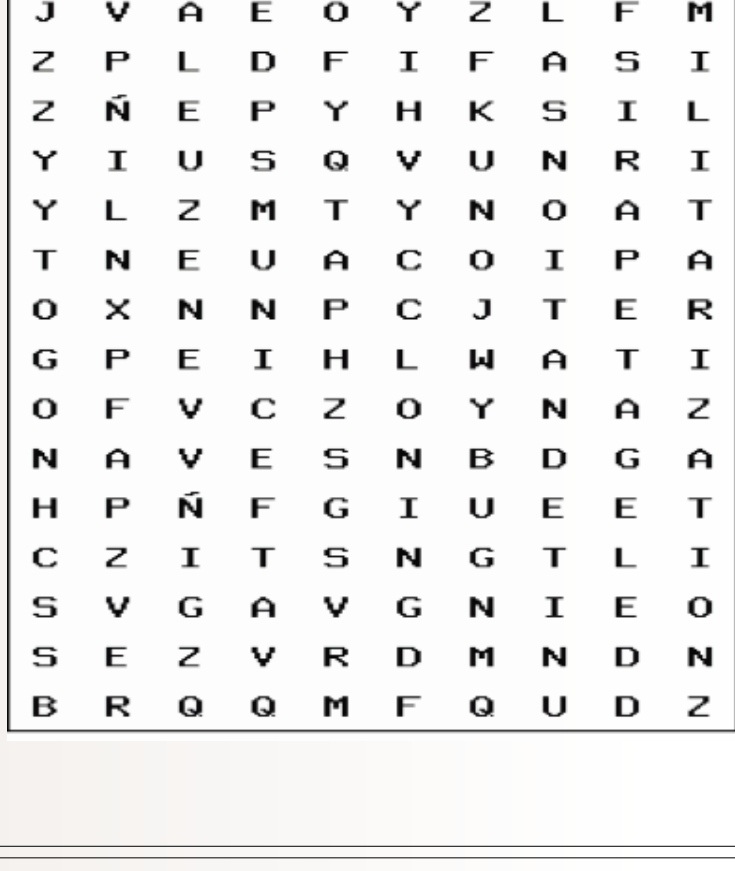 J V A E O Y Z L F M
Z P L D F I F A S I
Z Ñ E P Y H K S I L
Y I U S Q V U N R I
Y L Z M T Y N O A T
T N E U A C O I P A
O X N N P C J T E R
G P E I H L W A T I
O F V C Z O Y N A Z
N A V E S N B D G A
H P Ñ F G I U E E T
C Z I T S N G T L I
S V G A V G N I E O
S E Z V R D M N D N
B R Q Q M F Q U D Z